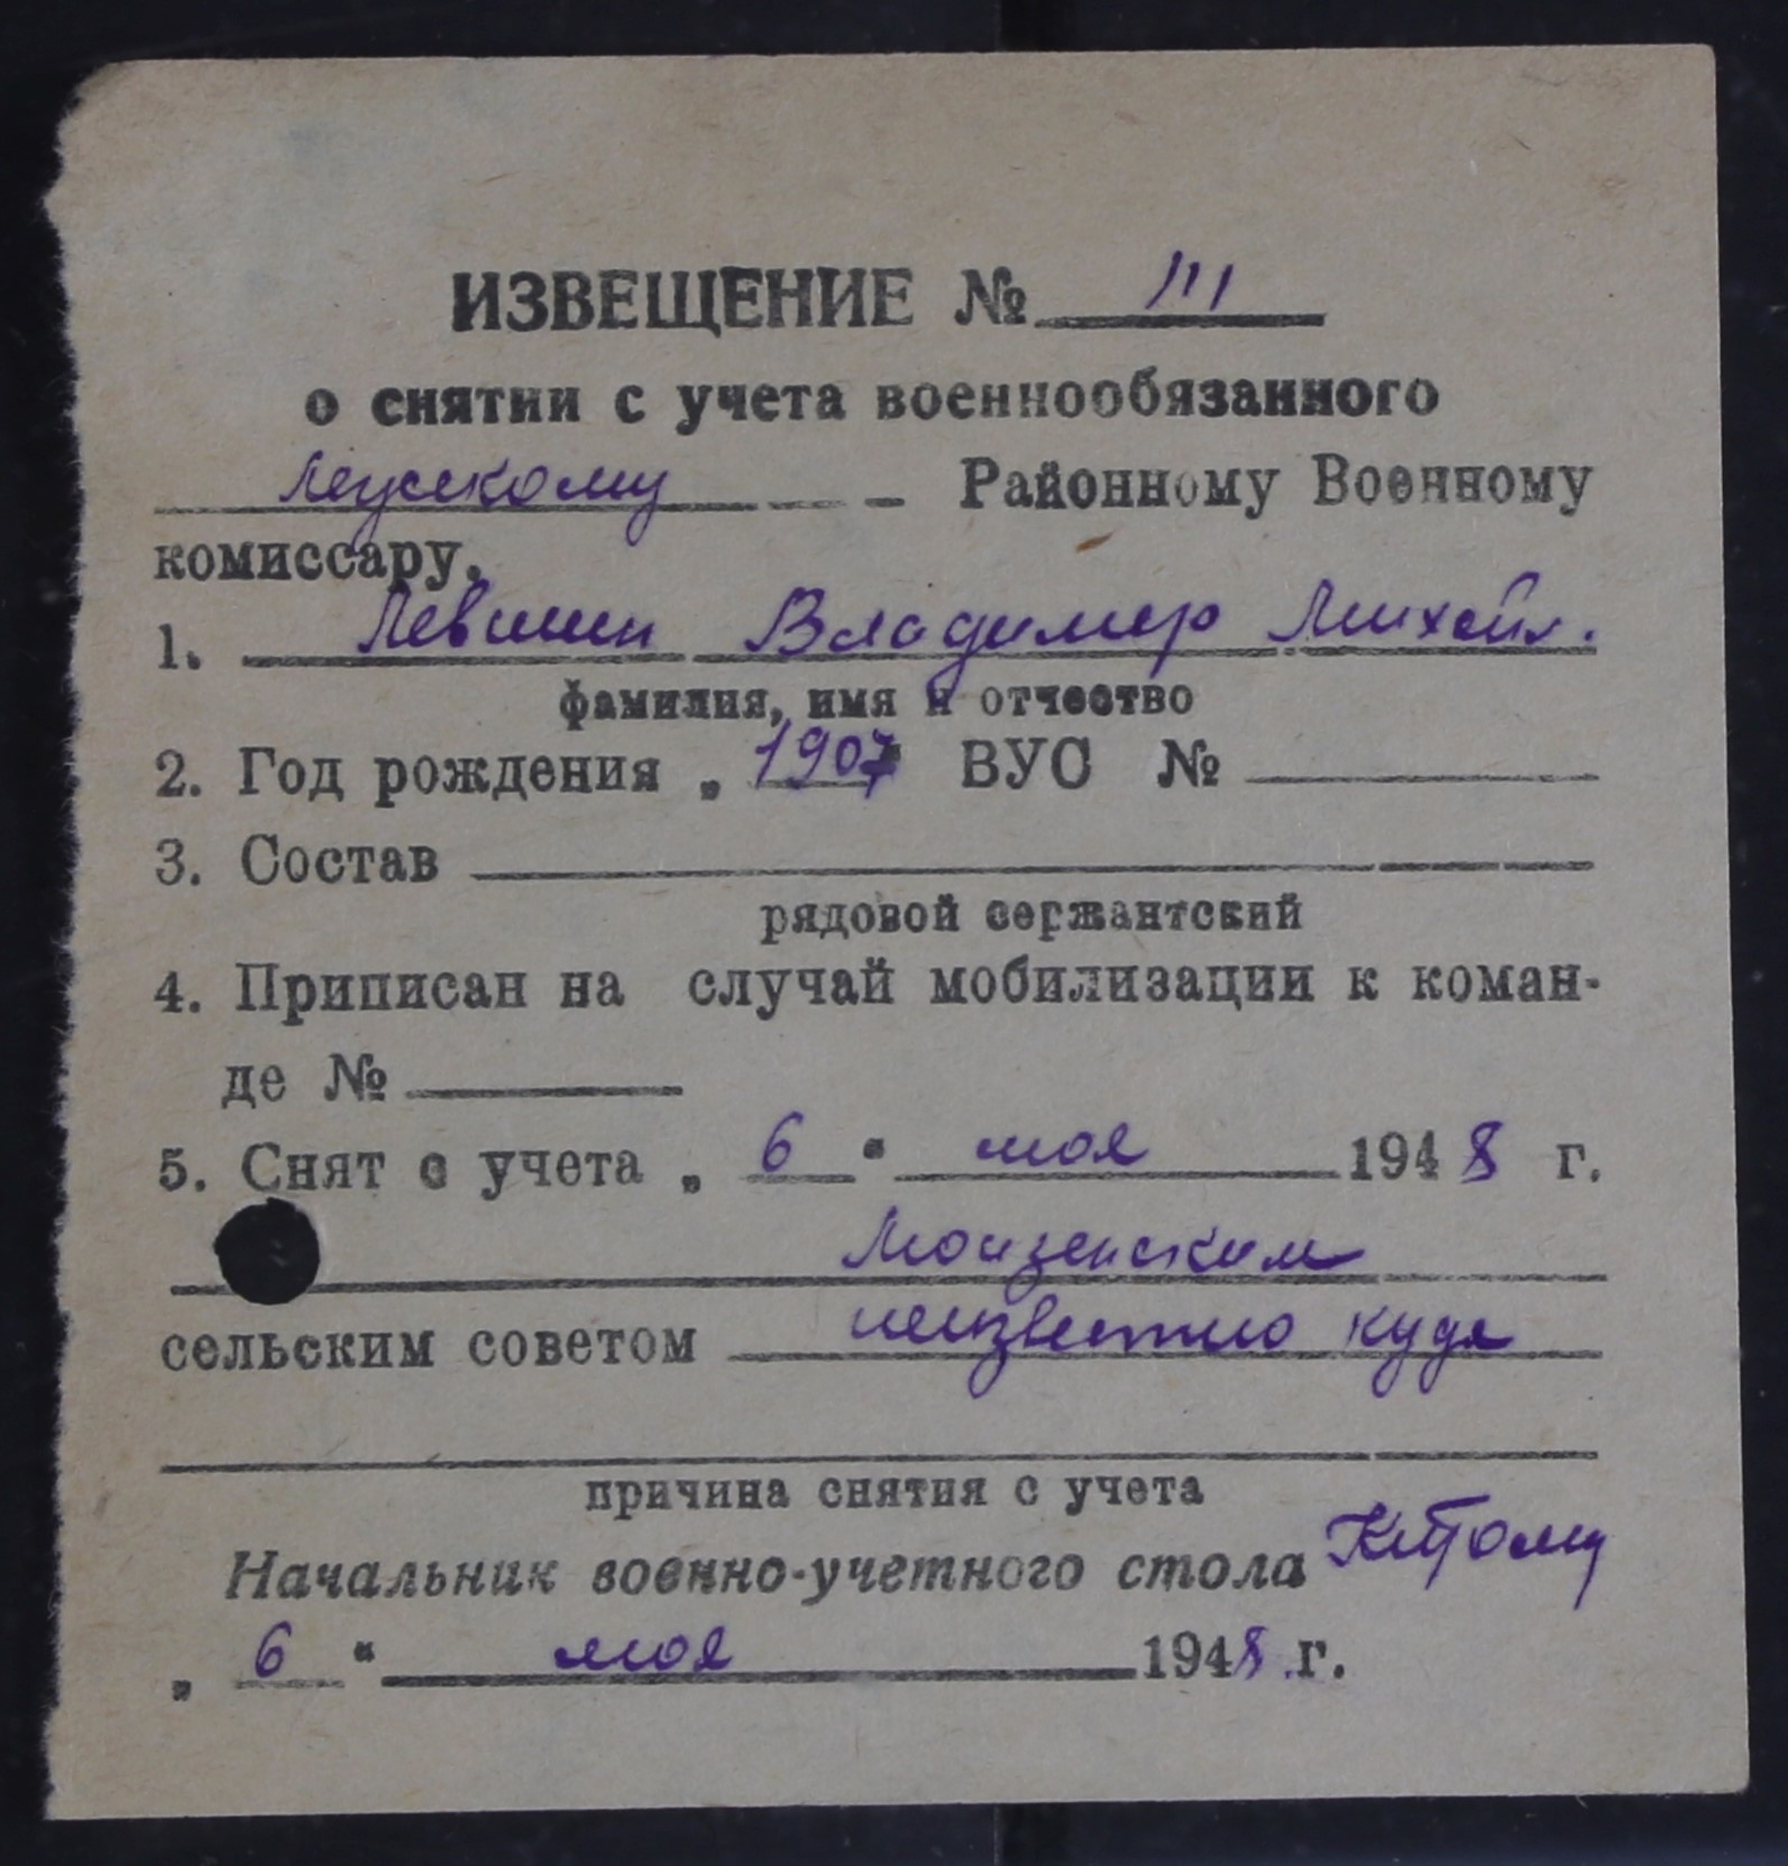 ИЗВЕЩЕНИЕ № 111
о снятии с учета военнообязанного
Лежскому Районному Военному
комиссару.
1. Левшин Владимир Михайл.
фамилия, имя и отчество
2. Год рождения „ 1907 ВУС №
3. Состав
рядовой сержантский
4. Приписан на случай мобилизации к коман-
де №
5. Снят с учета „ 6 “ мая 1948 г.
сельским советом неизвестно куда
причина снятия с учета
Начальник военно-учетного стола
„ 6 “ мая 1948 г.